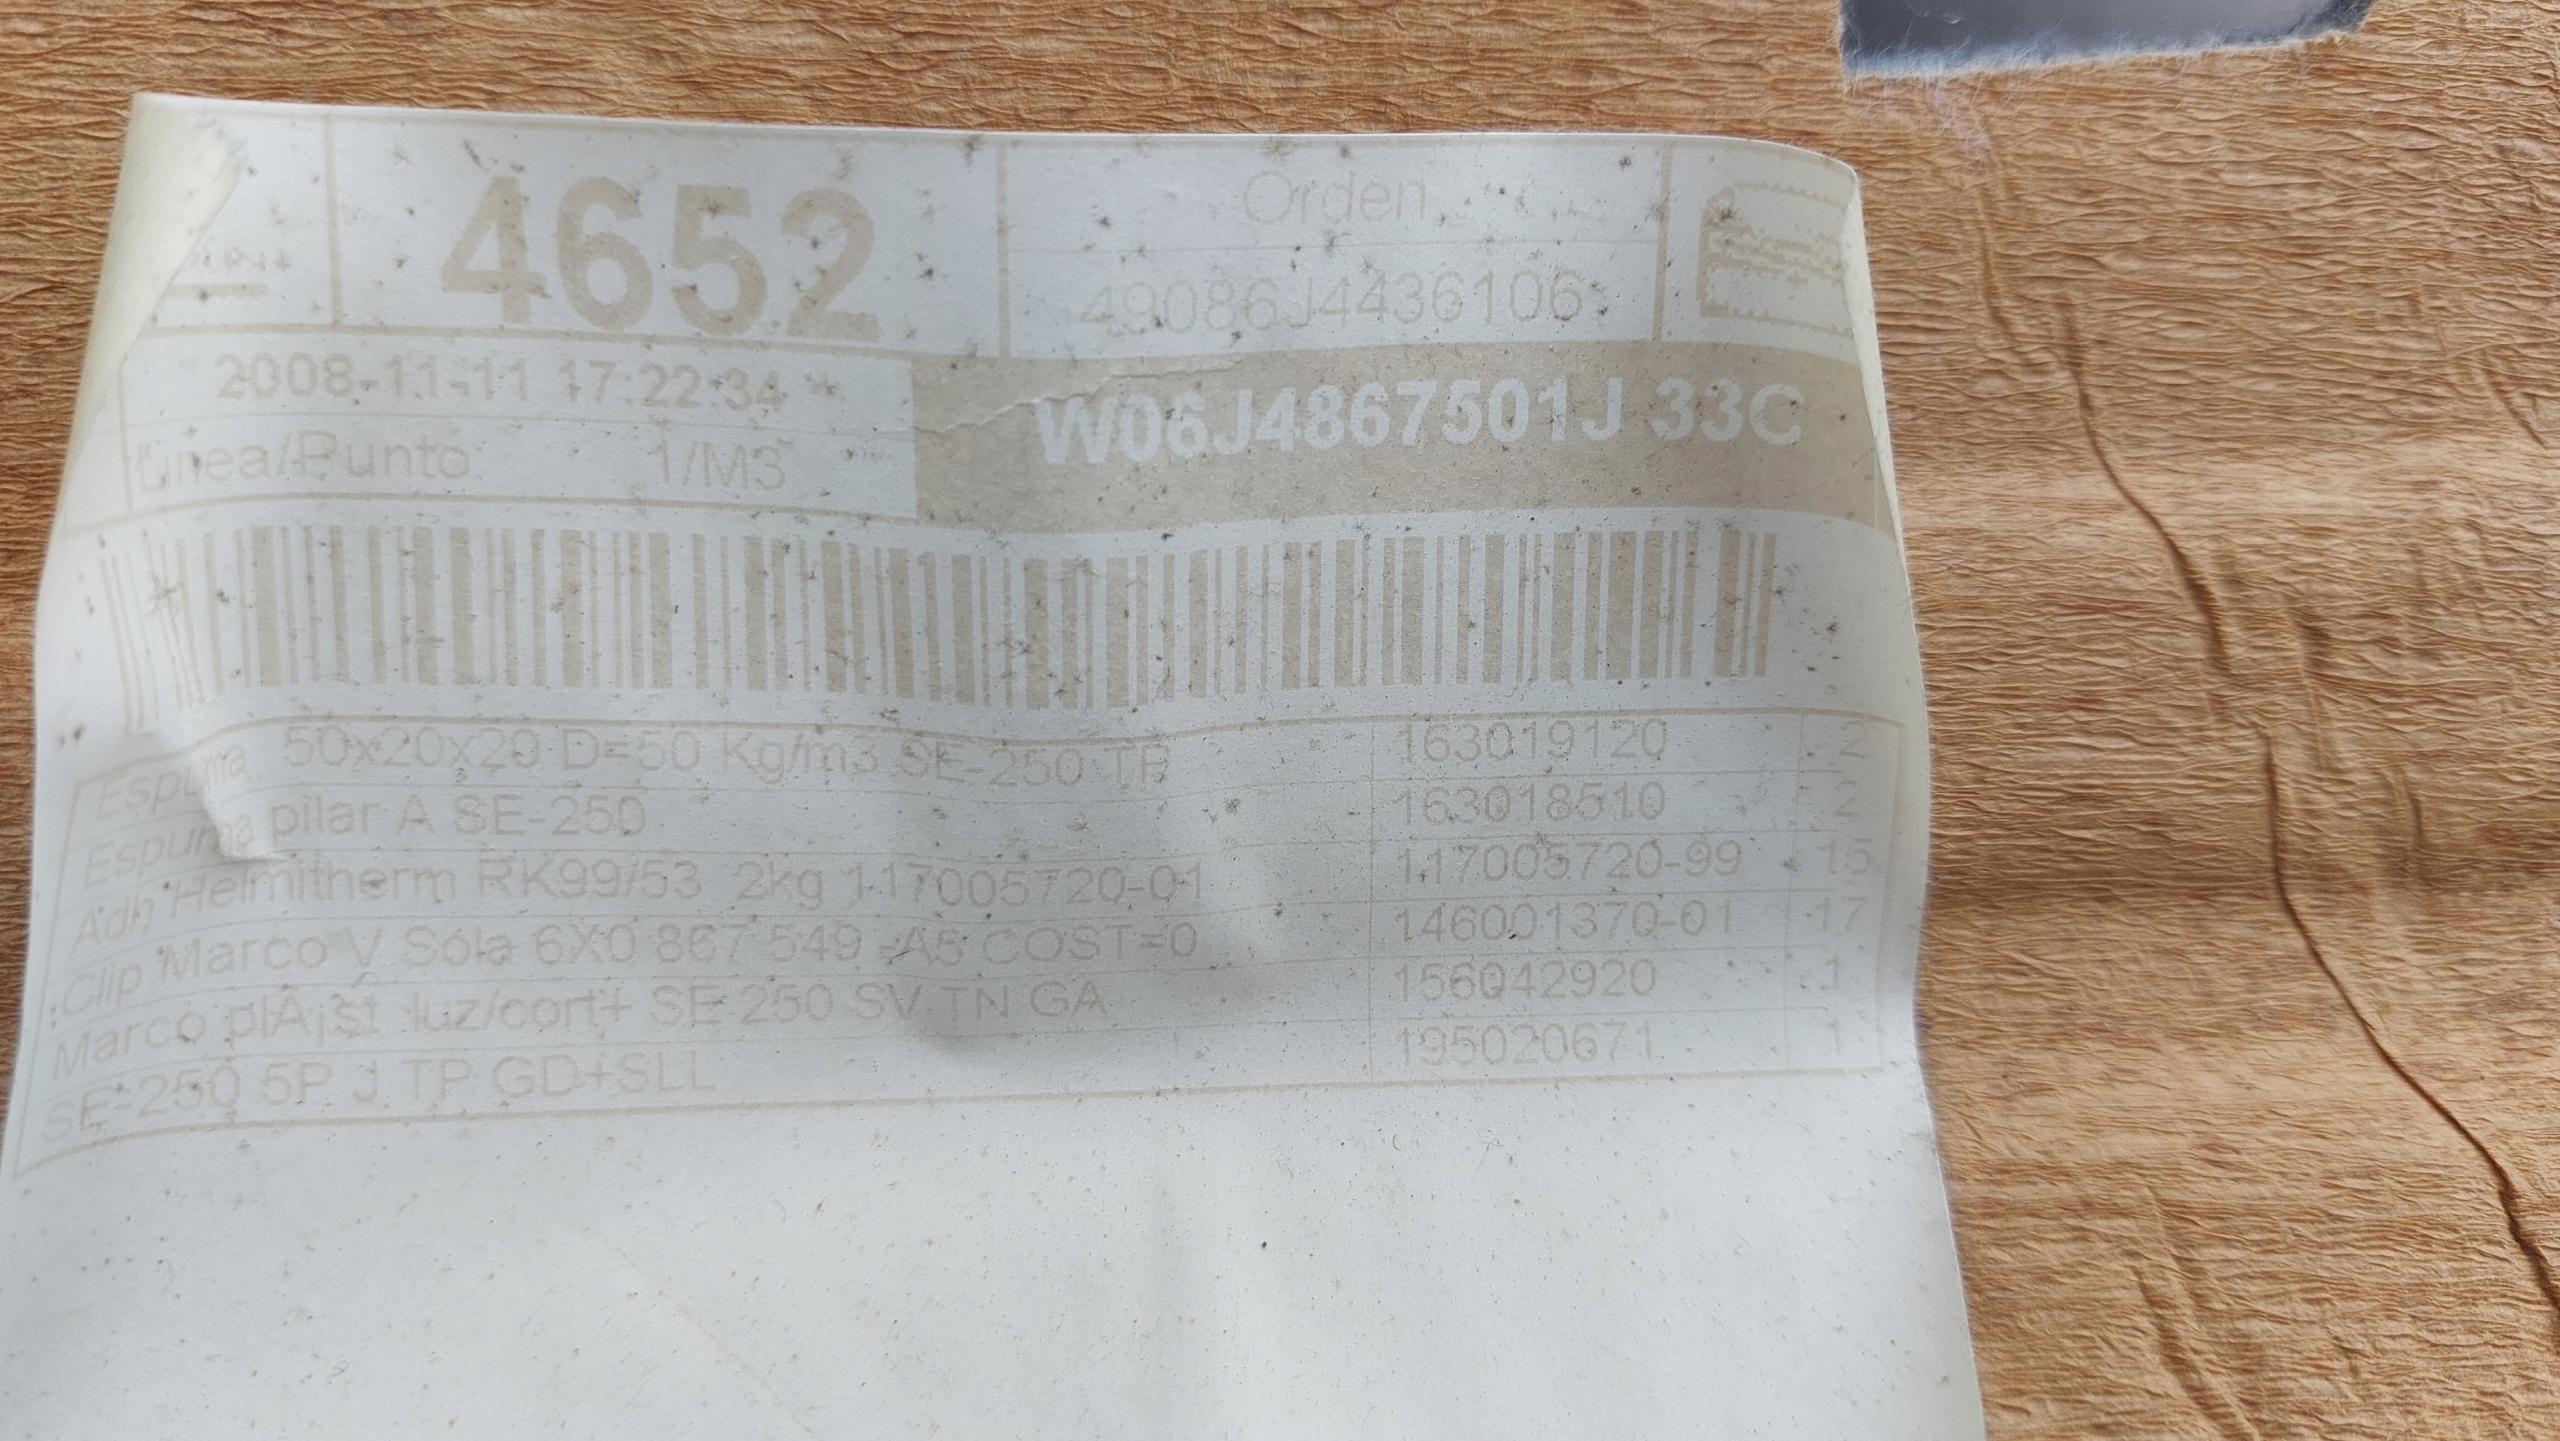 4652
Orden
49086J4436106
2008-11-11 17:22:34
Linea/Punto 1/M3
W06J4867501J 33C
Espuma 50x20x20 D=50 Kg/m3 SE-250 TP 163019120 2
Espuma pilar A SE-250 163018510 2
Adh Helmitherm RK99/53 2kg 117005720-01 117005720-99 15
Clip Marco V Sola 6X0 867 549 -A5 COST=0 146001370-01 17
Marco plÃ¡st luz/cort+ SE 250 SV TN GA 156042920 1
SE-250 5P J TP GD+SLL 195020671 1